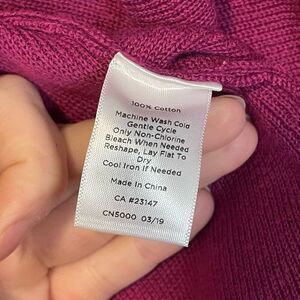 100% Cotton
Machine Wash Cold
Gentle Cycle
Only Non-Chlorine
Bleach When Needed
Reshape, Lay Flat To
Dry
Cool Iron If Needed
Made In China
CA #23147
CN5000 03/19